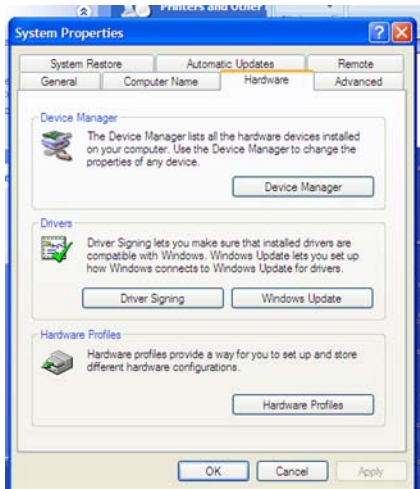 Printers and Other
System Properties
System Restore
Automatic Updates
Remote
General
Computer Name
Hardware
Advanced
Device Manager
The Device Manager lists all the hardware devices installed
on your computer. Use the Device Manager to change the
properties of any device.
Device Manager
Drivers
Driver Signing lets you make sure that installed drivers are
compatible with Windows. Windows Update lets you set up
how Windows connects to Windows Update for drivers.
Driver Signing
Windows Update
Hardware Profiles
Hardware profiles provide a way for you to set up and store
different hardware configurations.
Hardware Profiles
OK
Cancel
Apply